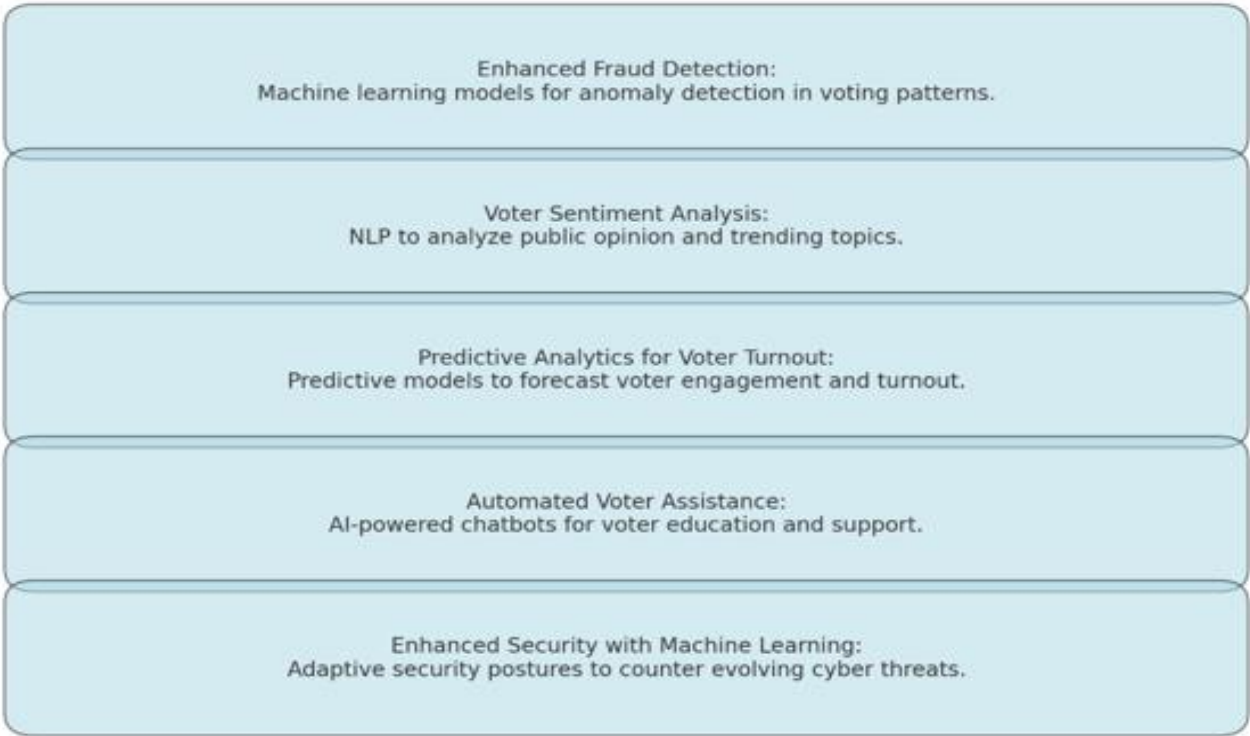 Enhanced Fraud Detection:
Machine learning models for anomaly detection in voting patterns.
Voter Sentiment Analysis:
NLP to analyze public opinion and trending topics.
Predictive Analytics for Voter Turnout:
Predictive models to forecast voter engagement and turnout.
Automated Voter Assistance:
AI-powered chatbots for voter education and support.
Enhanced Security with Machine Learning:
Adaptive security postures to counter evolving cyber threats.